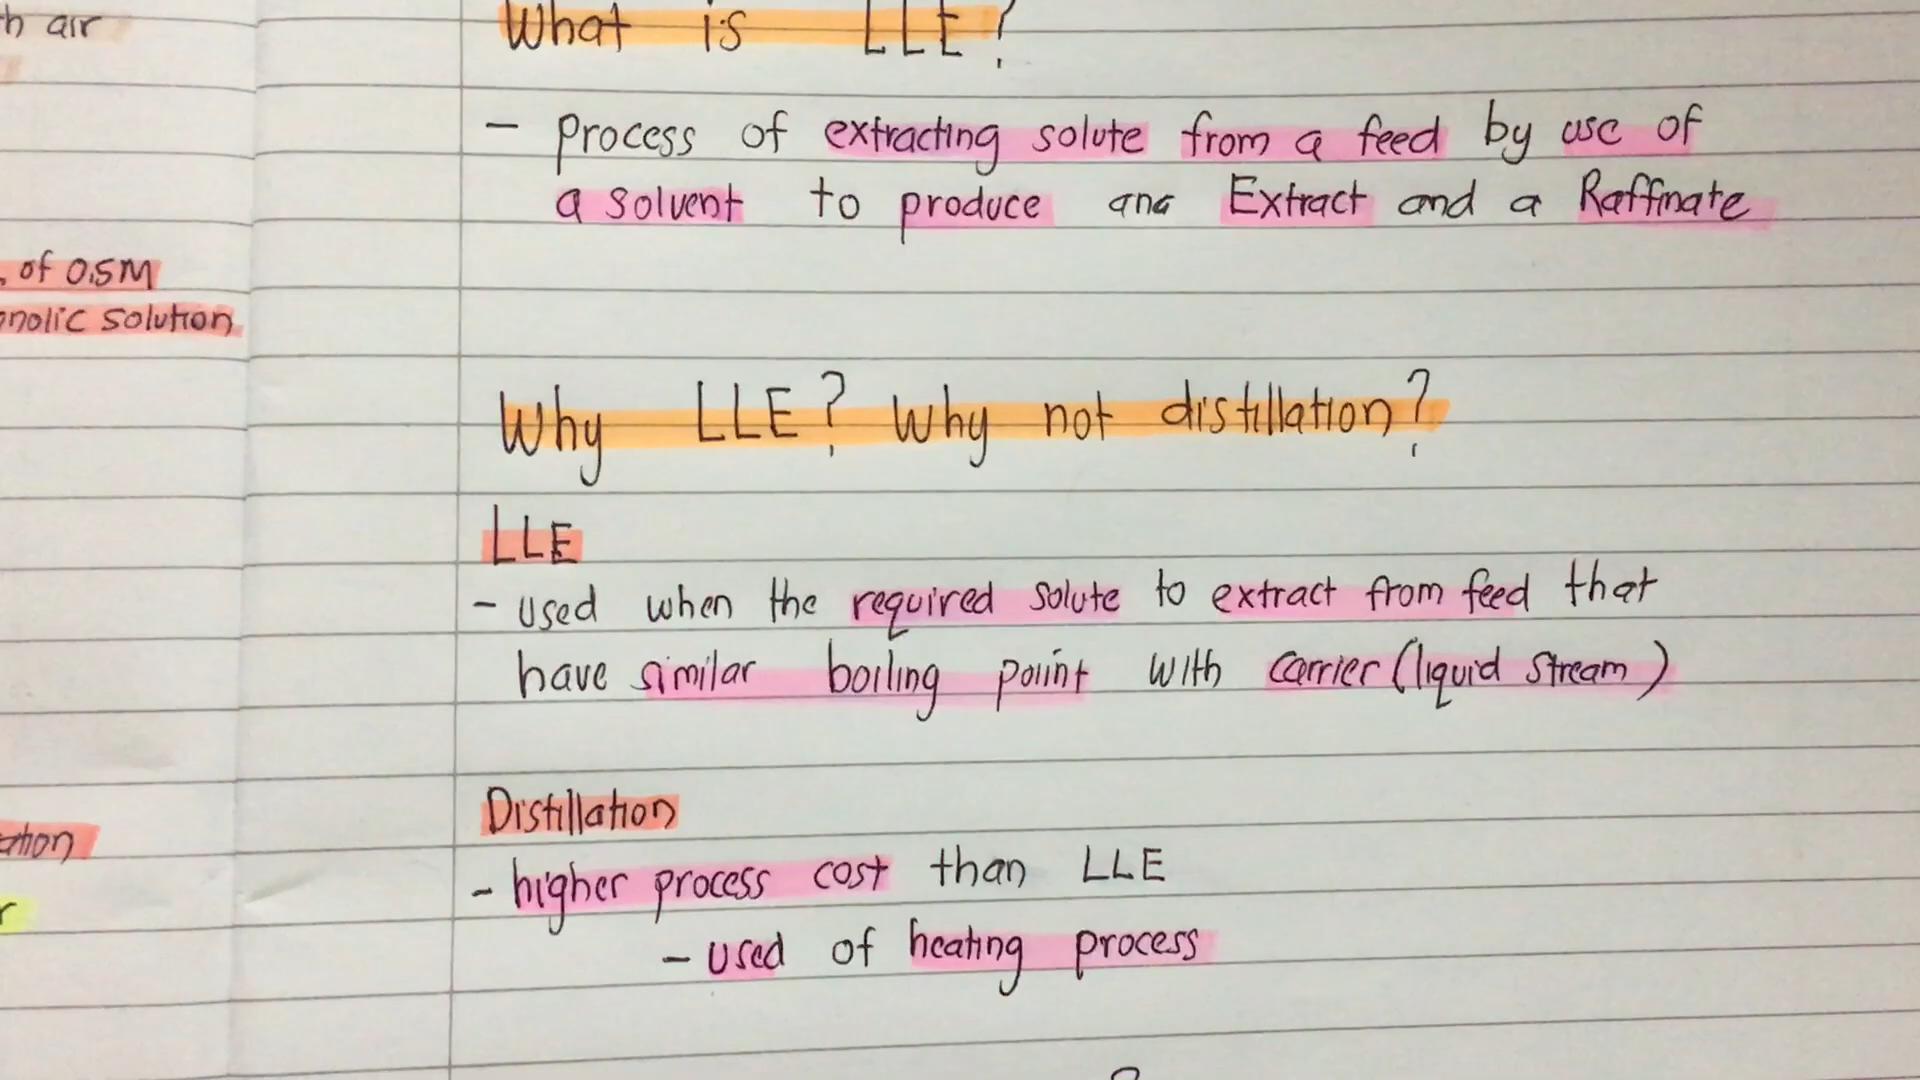 h air
of 0.5M
nolic solution
r
What is LLE?
- process of extracting solute from a feed by use of
a solvent to produce ana Extract and a Raffinate
Why LLE? Why not distillation?
LLE
- used when the required solute to extract from feed that
have similar boiling point with carrier (liquid stream)
Distillation
- higher process cost than LLE
- used of heating process